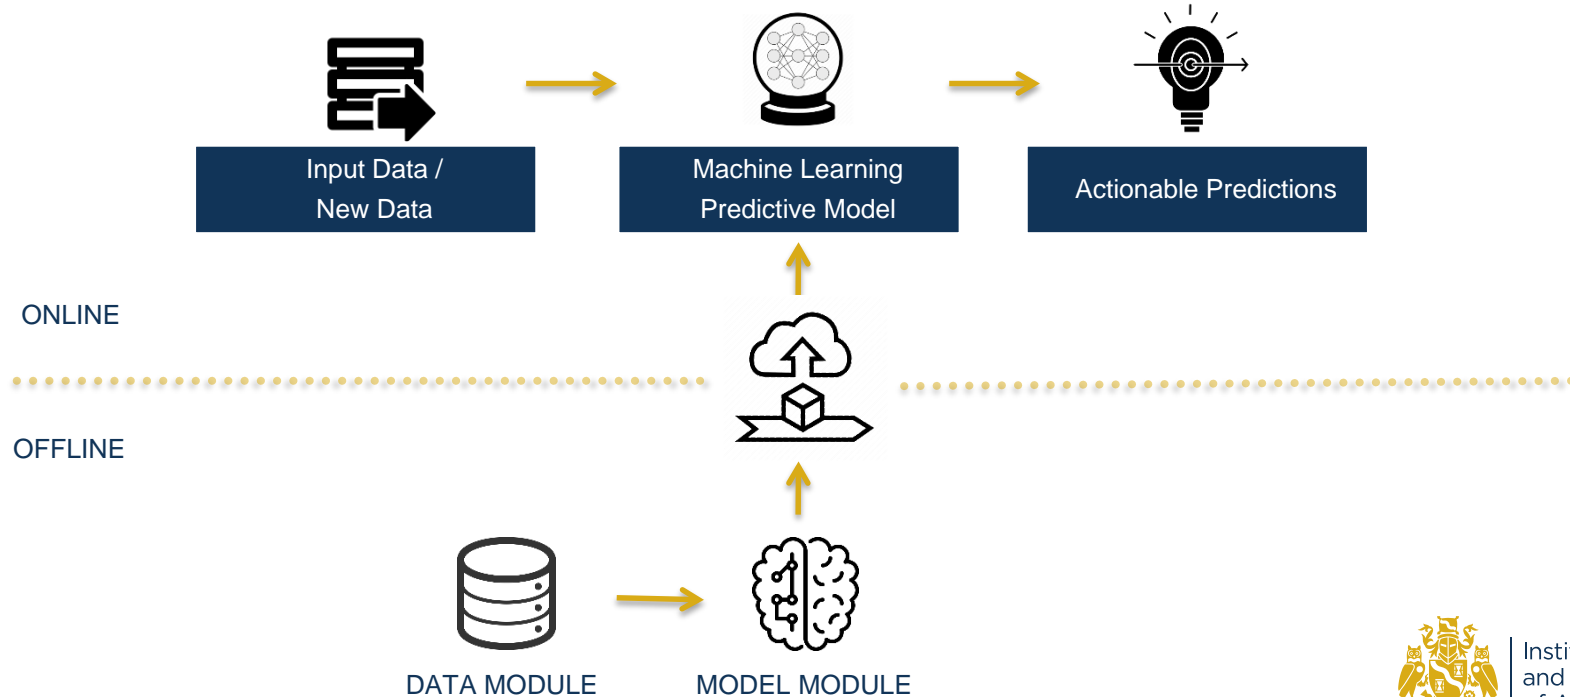 Input Data /
New Data
Machine Learning
Predictive Model
Actionable Predictions
ONLINE
OFFLINE
DATA MODULE
MODEL MODULE
and